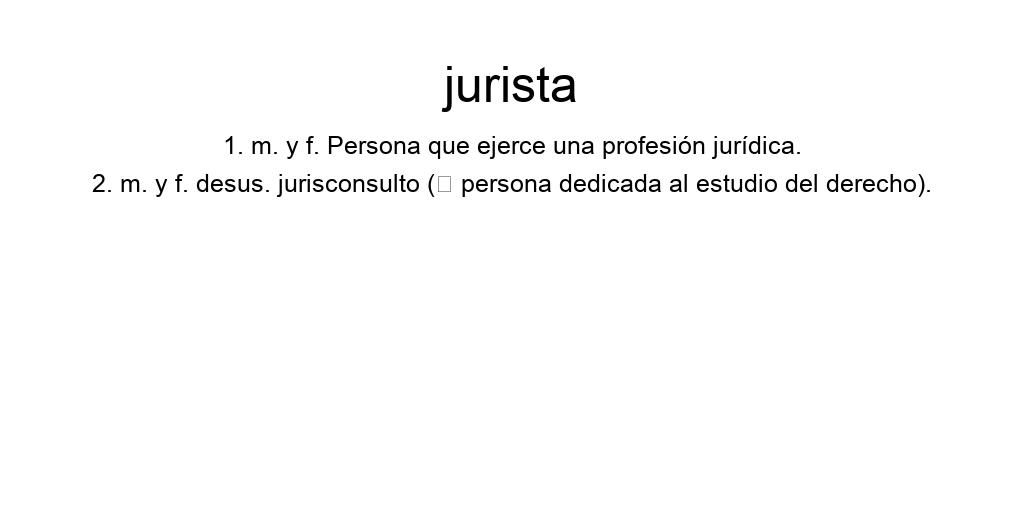 jurista
1. m. y f. Persona que ejerce una profesión jurídica.
2. m. y f. desus. jurisconsulto (□ persona dedicada al estudio del derecho).